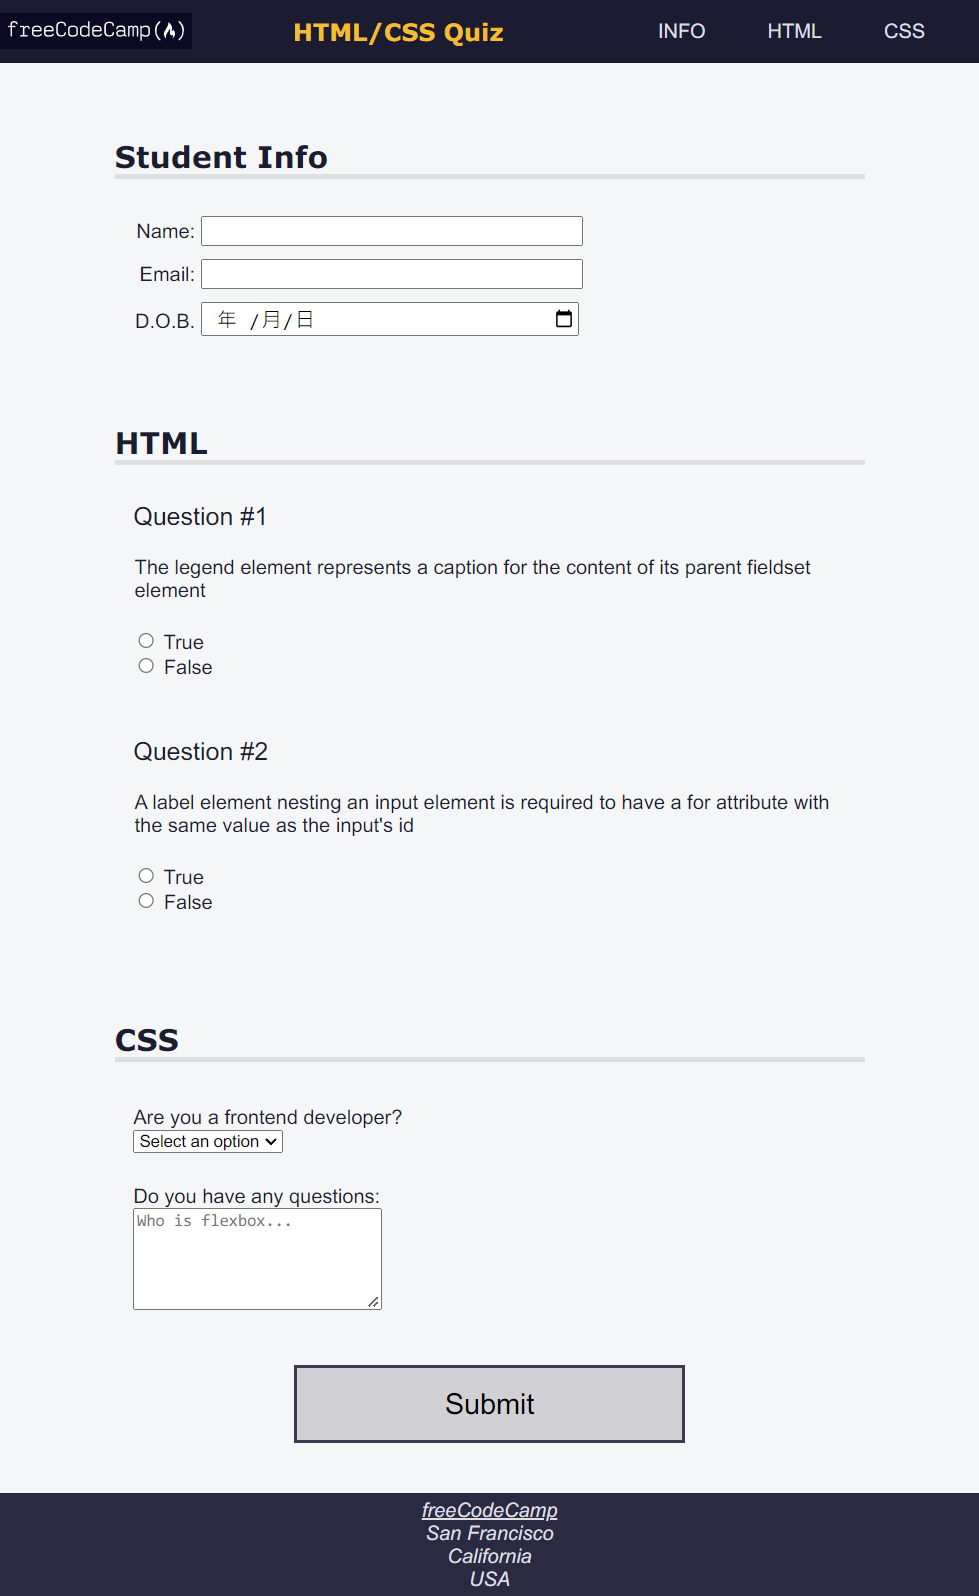 freeCodeCamp(🔥) HTML/CSS Quiz INFO HTML CSS
Student Info
Name:
Email:
D.O.B. 年 /月/日
HTML
Question #1
The legend element represents a caption for the content of its parent fieldset
element
True
False
Question #2
A label element nesting an input element is required to have a for attribute with
the same value as the input's id
True
False
CSS
Are you a frontend developer?
Select an option
Do you have any questions:
Who is flexbox...
Submit
freeCodeCamp
San Francisco
California
USA